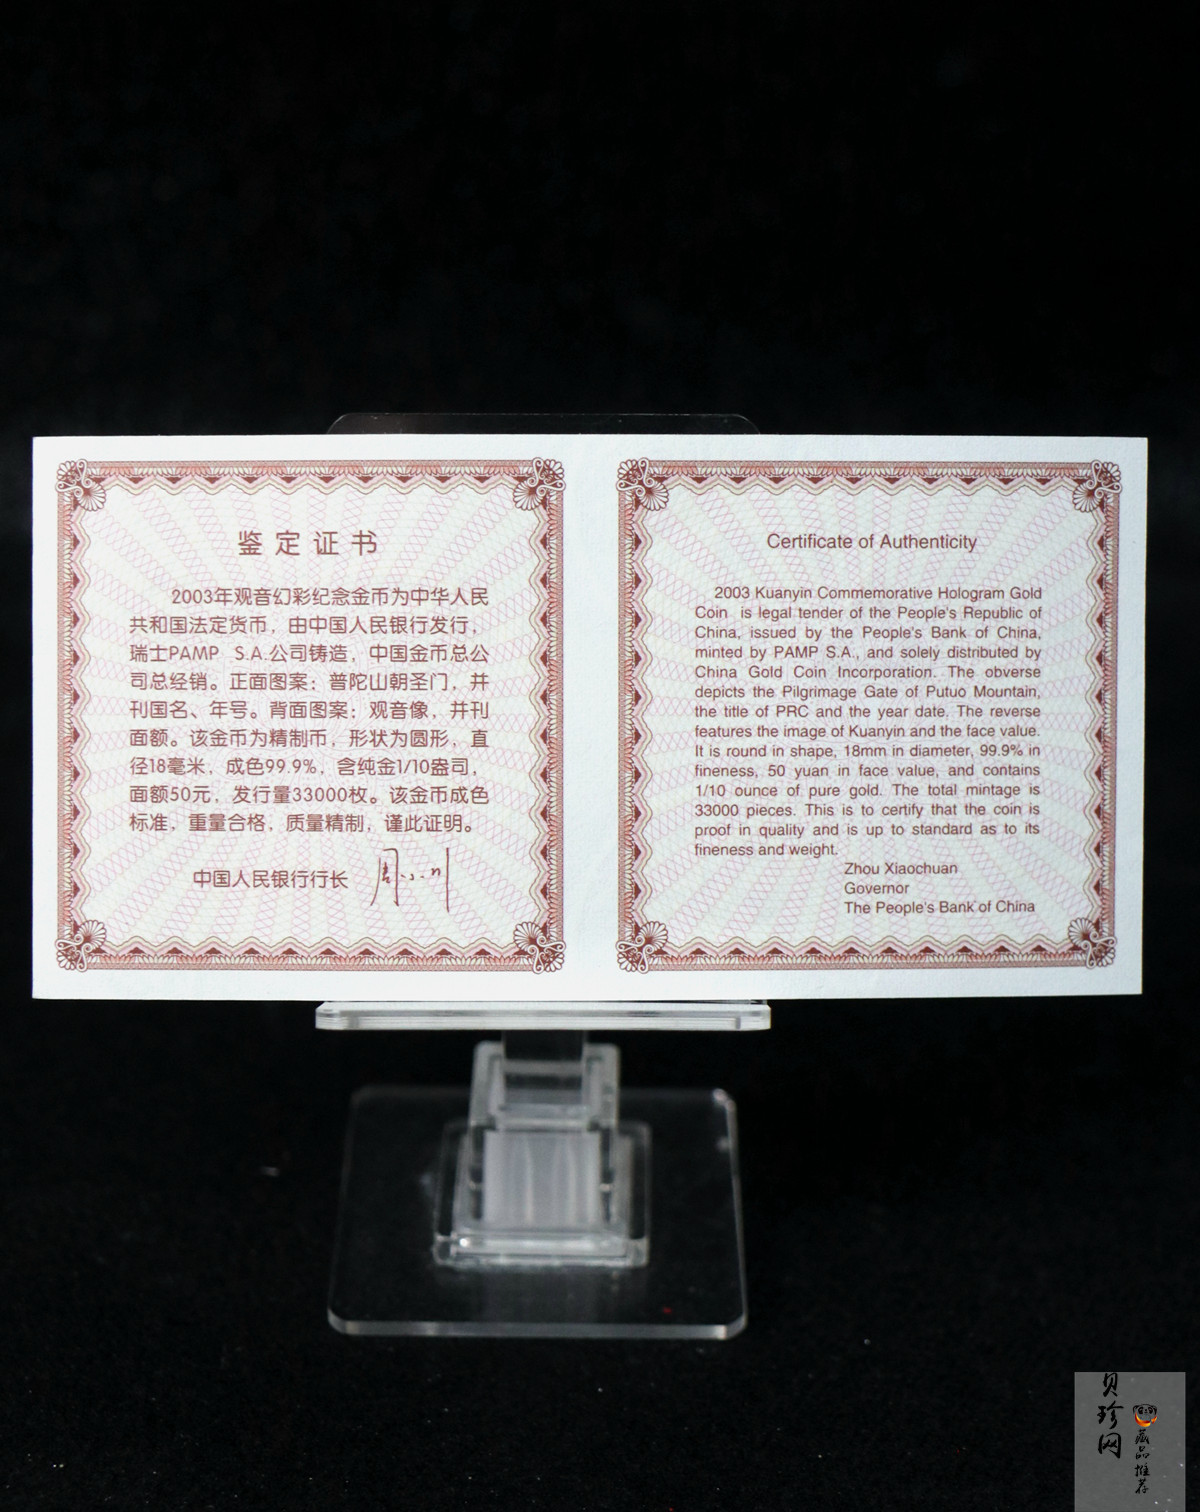 鉴定证书
2003年观音幻彩纪念金币为中华人民
共和国法定货币，由中国人民银行发行，
瑞士PAMP S.A.公司铸造，中国金币总公
司总经销。正面图案：普陀山朝圣门，并
刊国名、年号。背面图案：观音像，并刊
面额。该金币为精制币，形状为圆形，直
径18毫米，成色99.9%，含纯金1/10盎司，
面额50元，发行量33000枚。该金币成色
标准，重量合格，质量精制，谨此证明。
中国人民银行行长 周小川
Certificate of Authenticity
2003 Kuanyin Commemorative Hologram Gold
Coin is legal tender of the People's Republic of
China, issued by the People's Bank of China,
minted by PAMP S.A., and solely distributed by
China Gold Coin Incorporation. The obverse
depicts the Pilgrimage Gate of Putuo Mountain,
the title of PRC and the year date. The reverse
features the image of Kuanyin and the face value.
It is round in shape, 18mm in diameter, 99.9% in
fineness, 50 yuan in face value, and contains
1/10 ounce of pure gold. The total mintage is
33000 pieces. This is to certify that the coin is
proof in quality and is up to standard as to its
fineness and weight.
Zhou Xiaochuan
Governor
The People's Bank of China
贝珍网
藏品推荐